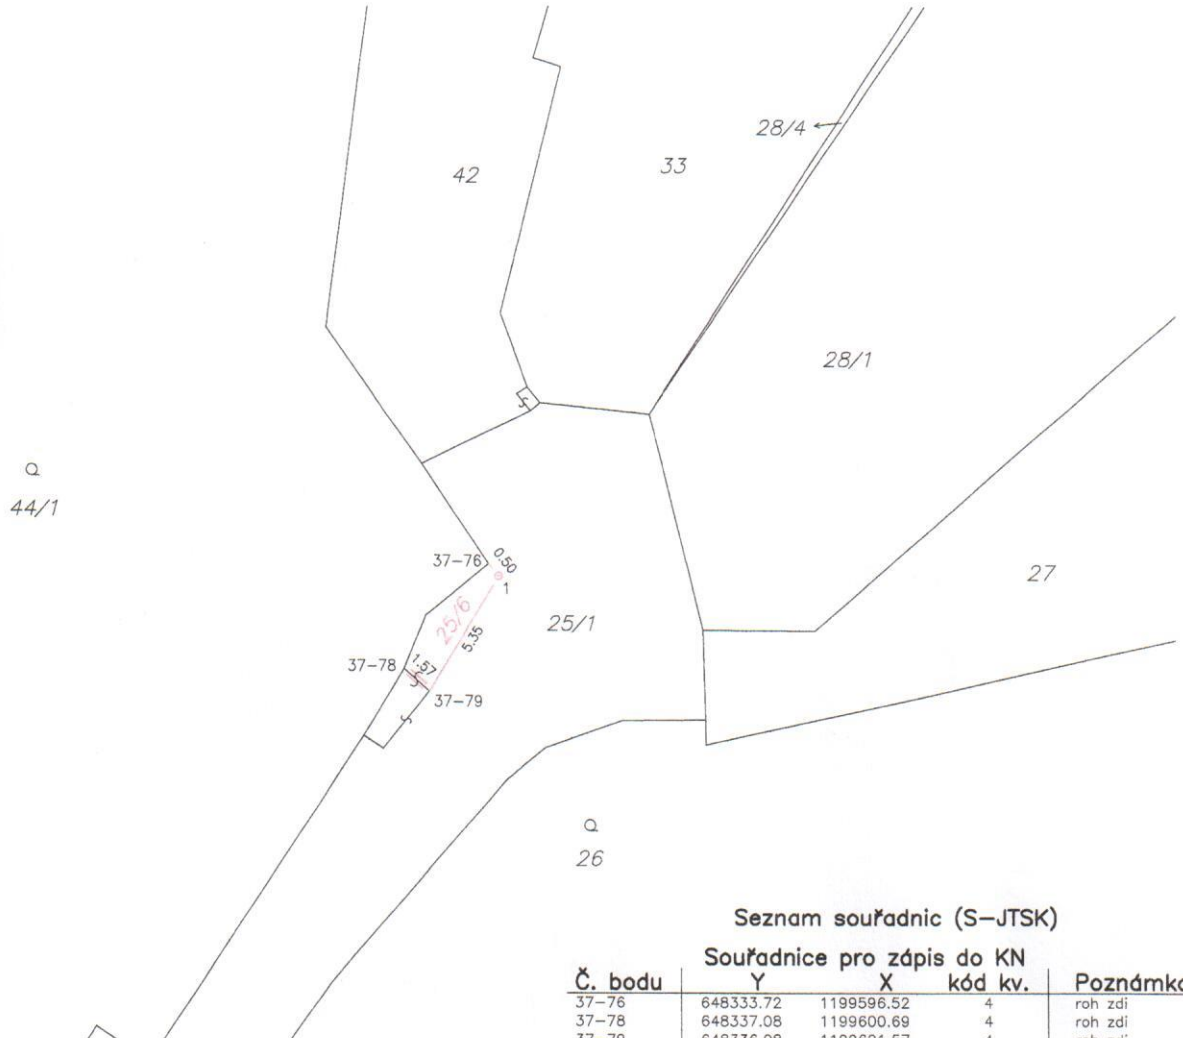 28/4
33
42
28/1
Q
44/1
27
37-76
0.50
1
25/6
25/1
5.35
37-78
1.57
37-79
Q
26
Seznam souřadnic (S-JTSK)
Souřadnice pro zápis do KN
Č. bodu Y X kód kv. Poznámka
37-76 648333.72 1199596.52 4 roh zdi
37-78 648337.08 1199600.69 4 roh zdi